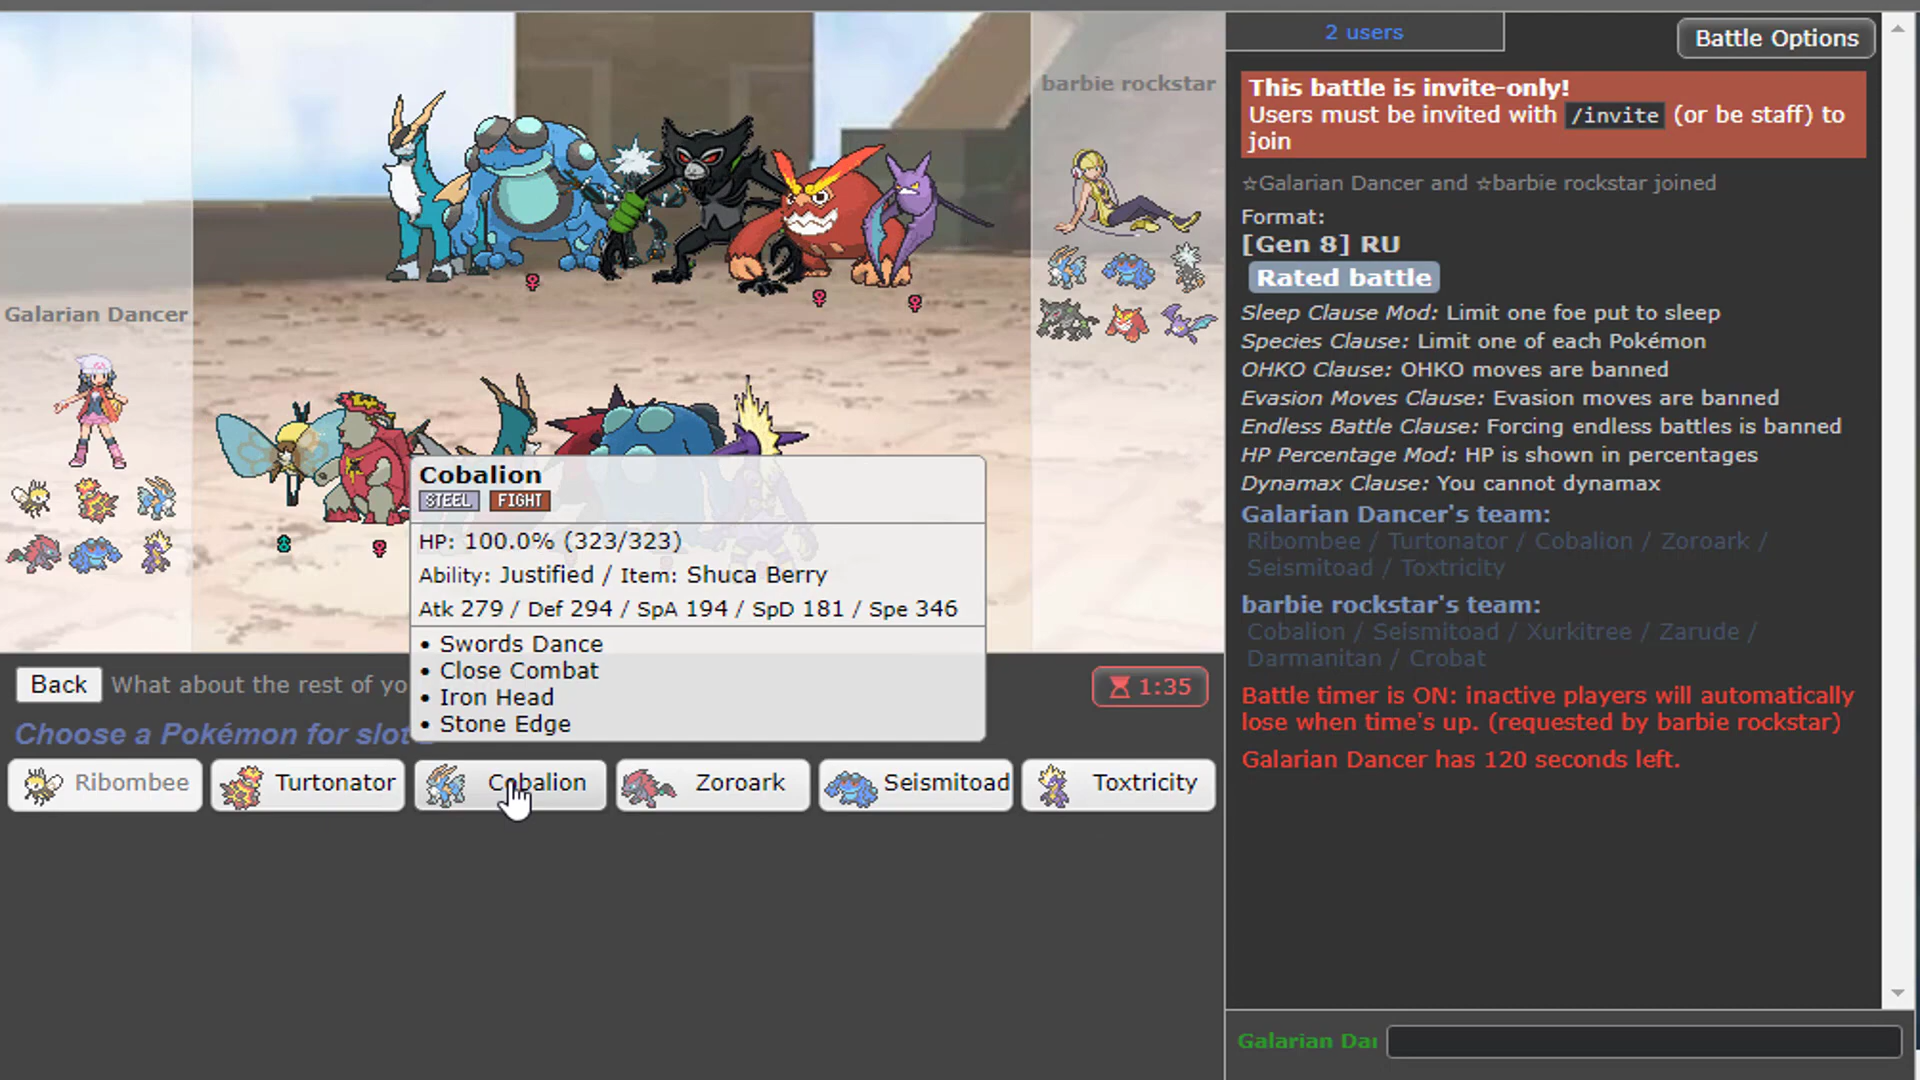 barbie rockstar
Galarian Dancer
Cobalion
STEEL FIGHT
HP: 100.0% (323/323)
Ability: Justified / Item: Shuca Berry
Atk 279 / Def 294 / SpA 194 / SpD 181 / Spe 346
• Swords Dance
• Close Combat
• Iron Head
• Stone Edge
Back What about the rest of yo
1:35
Choose a Pokémon for slot
Ribombee Turtonator Cobalion Zoroark Seismitoad Toxtricity
2 users
Battle Options
This battle is invite-only!
Users must be invited with /invite (or be staff) to
join
☆Galarian Dancer and ☆barbie rockstar joined
Format:
[Gen 8] RU
Rated battle
Sleep Clause Mod: Limit one foe put to sleep
Species Clause: Limit one of each Pokémon
OHKO Clause: OHKO moves are banned
Evasion Moves Clause: Evasion moves are banned
Endless Battle Clause: Forcing endless battles is banned
HP Percentage Mod: HP is shown in percentages
Dynamax Clause: You cannot dynamax
Galarian Dancer's team:
Ribombee / Turtonator / Cobalion / Zoroark /
Seismitoad / Toxtricity
barbie rockstar's team:
Cobalion / Seismitoad / Xurkitree / Zarude /
Darmanitan / Crobat
Battle timer is ON: inactive players will automatically
lose when time's up. (requested by barbie rockstar)
Galarian Dancer has 120 seconds left.
Galarian Dar